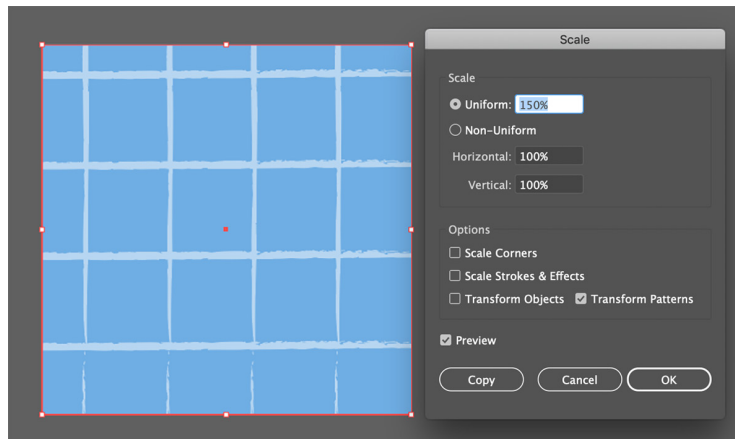 Scale
Scale
Uniform: 150%
Non-Uniform
Horizontal: 100%
Vertical: 100%
Options
Scale Corners
Scale Strokes & Effects
Transform Objects Transform Patterns
Preview
Copy Cancel OK